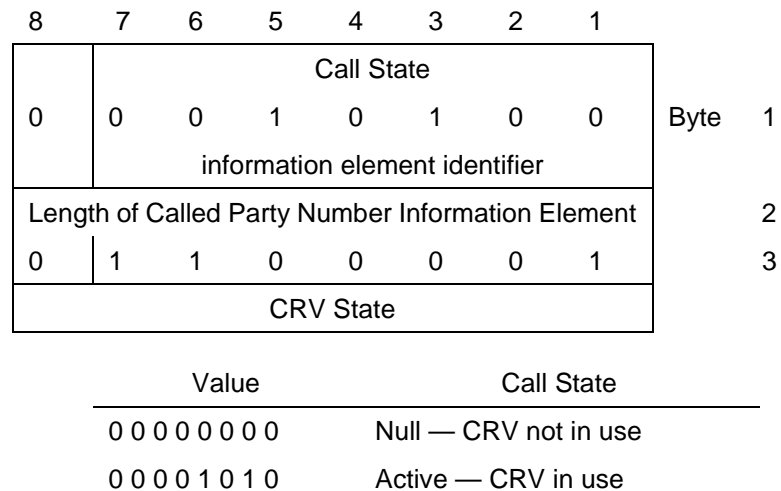 8 7 6 5 4 3 2 1
Call State
0 0 0 1 0 1 0 0 Byte 1
information element identifier
Length of Called Party Number Information Element 2
0 1 1 0 0 0 0 1 3
CRV State
Value Call State
0 0 0 0 0 0 0 0 Null — CRV not in use
0 0 0 0 1 0 1 0 Active — CRV in use